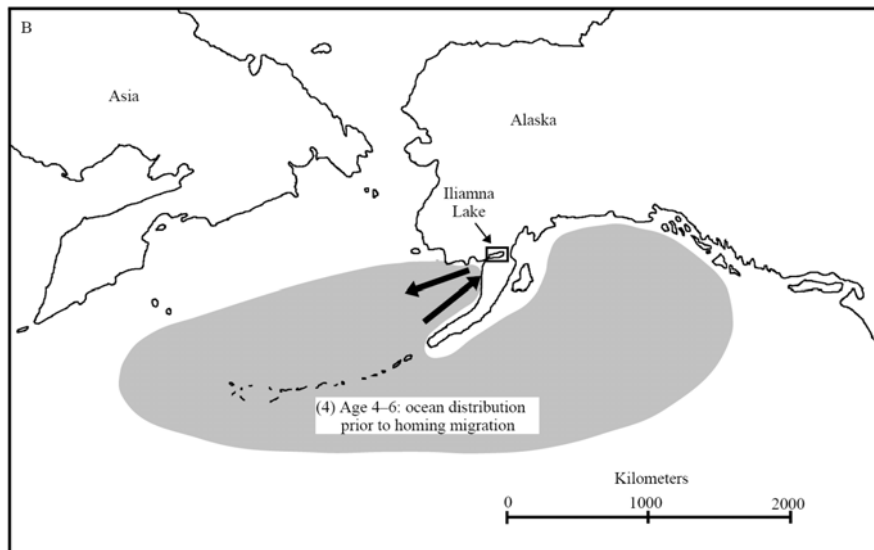 B
Asia
Alaska
Iliamna
Lake
(4) Age 4–6: ocean distribution
prior to homing migration
Kilometers
0 1000 2000